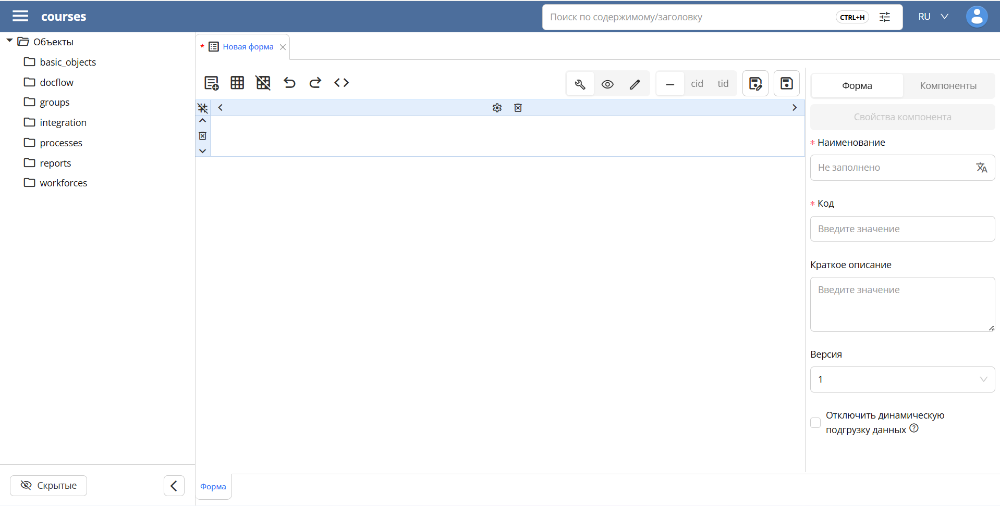 courses
Поиск по содержимому/заголовку
CTRL+H
RU
Объекты
basic_objects
docflow
groups
integration
processes
reports
workforces
Скрытые
* Новая форма
cid
tid
Форма
Компоненты
Свойства компонента
* Наименование
Не заполнено
* Код
Введите значение
Краткое описание
Введите значение
Версия
1
Отключить динамическую
подгрузку данных
Форма